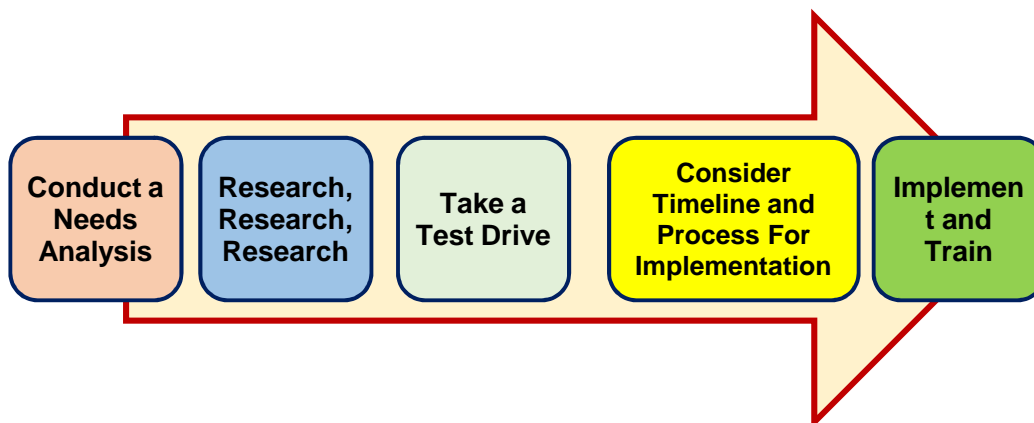 Conduct a
Needs
Analysis
Research,
Research,
Research
Take a
Test Drive
Consider
Timeline and
Process For
Implementation
Implemen
t and
Train